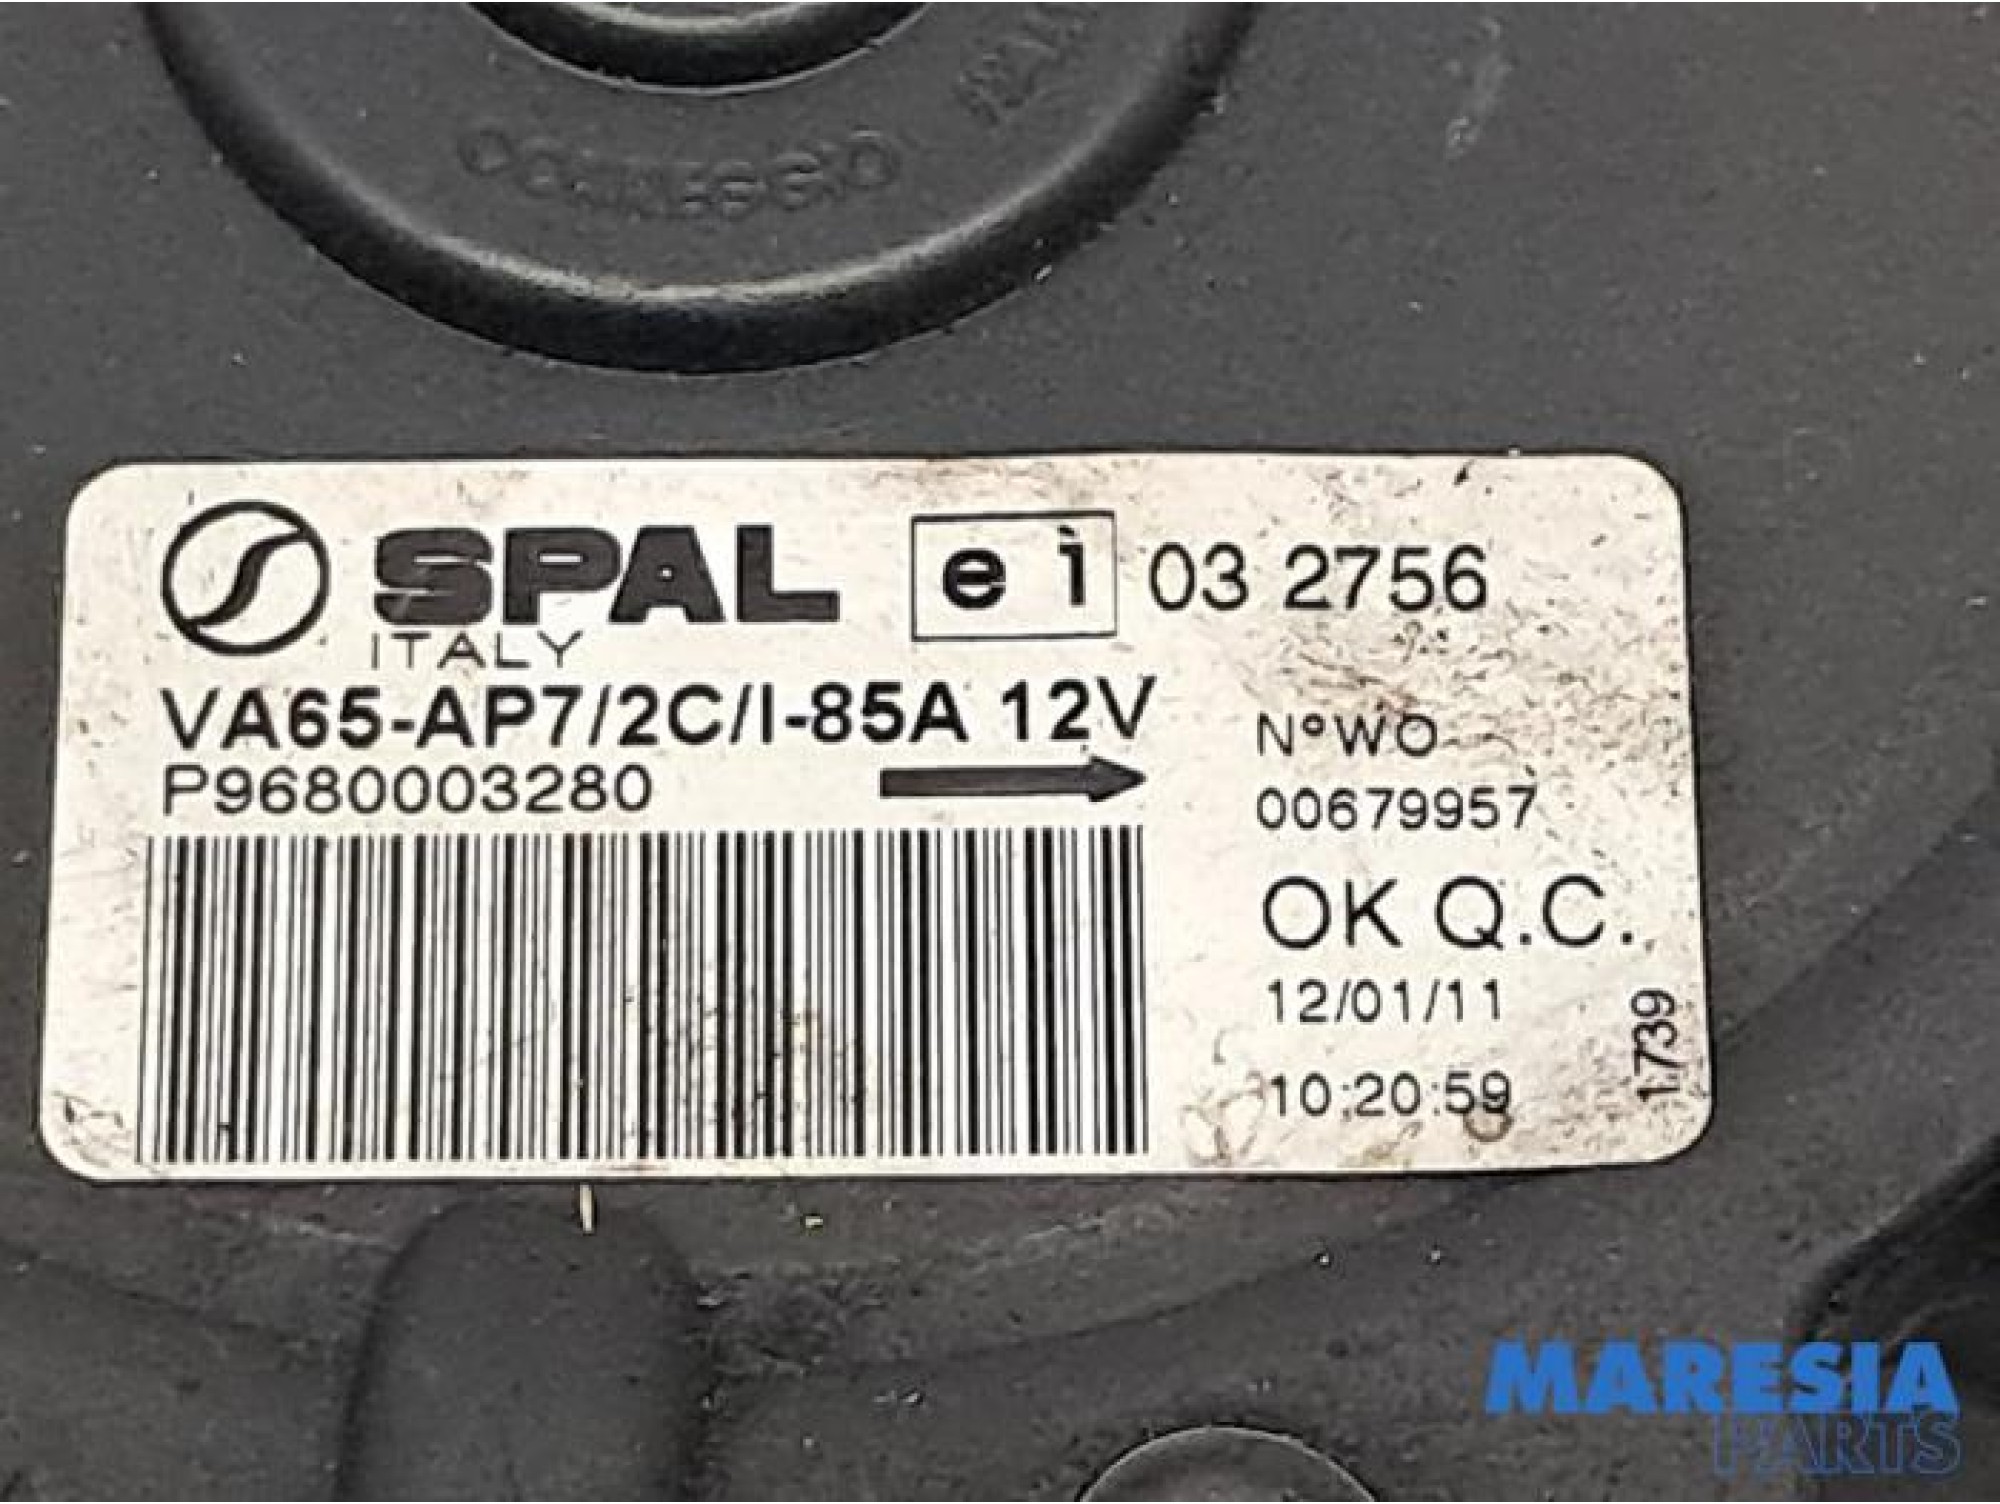 SPAL
ITALY
e 1 03 2756
VA65-AP7/2C/I-85A 12V
P9680003280
N°WO
00679957
OK Q.C.
12/01/11
10:20:59
1739
MARESIA
PARTS